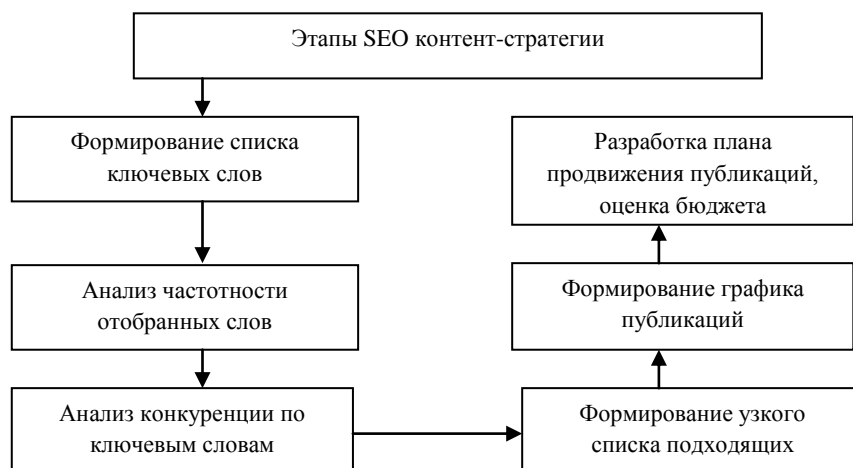 Этапы SEO контент-стратегии
Формирование списка
ключевых слов
Анализ частотности
отобранных слов
Анализ конкуренции по
ключевым словам
Формирование узкого
списка подходящих
Формирование графика
публикаций
Разработка плана
продвижения публикаций,
оценка бюджета